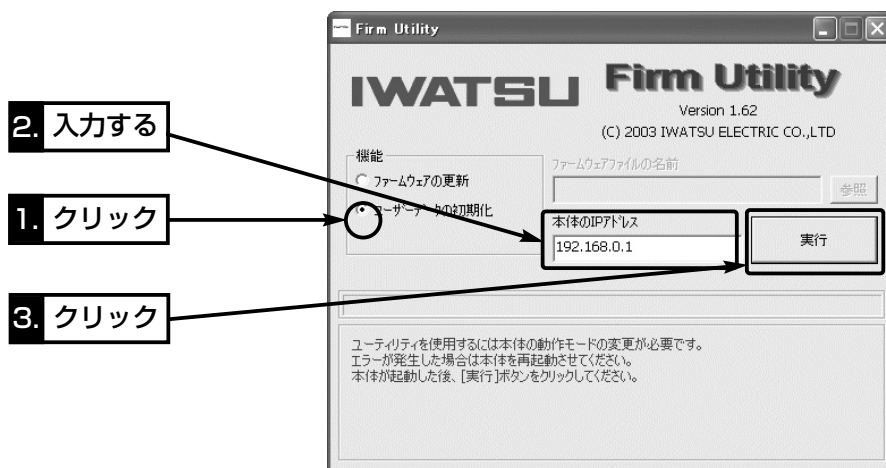 Firm Utility
IWATSU
Firm Utility
Version 1.62
(C) 2003 IWATSU ELECTRIC CO.,LTD
2. 入力する
機能
ファームウェアの更新
ユーザーデータの初期化
ファームウェアファイルの名前
参照
1. クリック
本体のIPアドレス
192.168.0.1
実行
3. クリック
ユーティリティを使用するには本体の動作モードの変更が必要です。
エラーが発生した場合は本体を再起動させてください。
本体が起動した後、[実行]ボタンをクリックしてください。